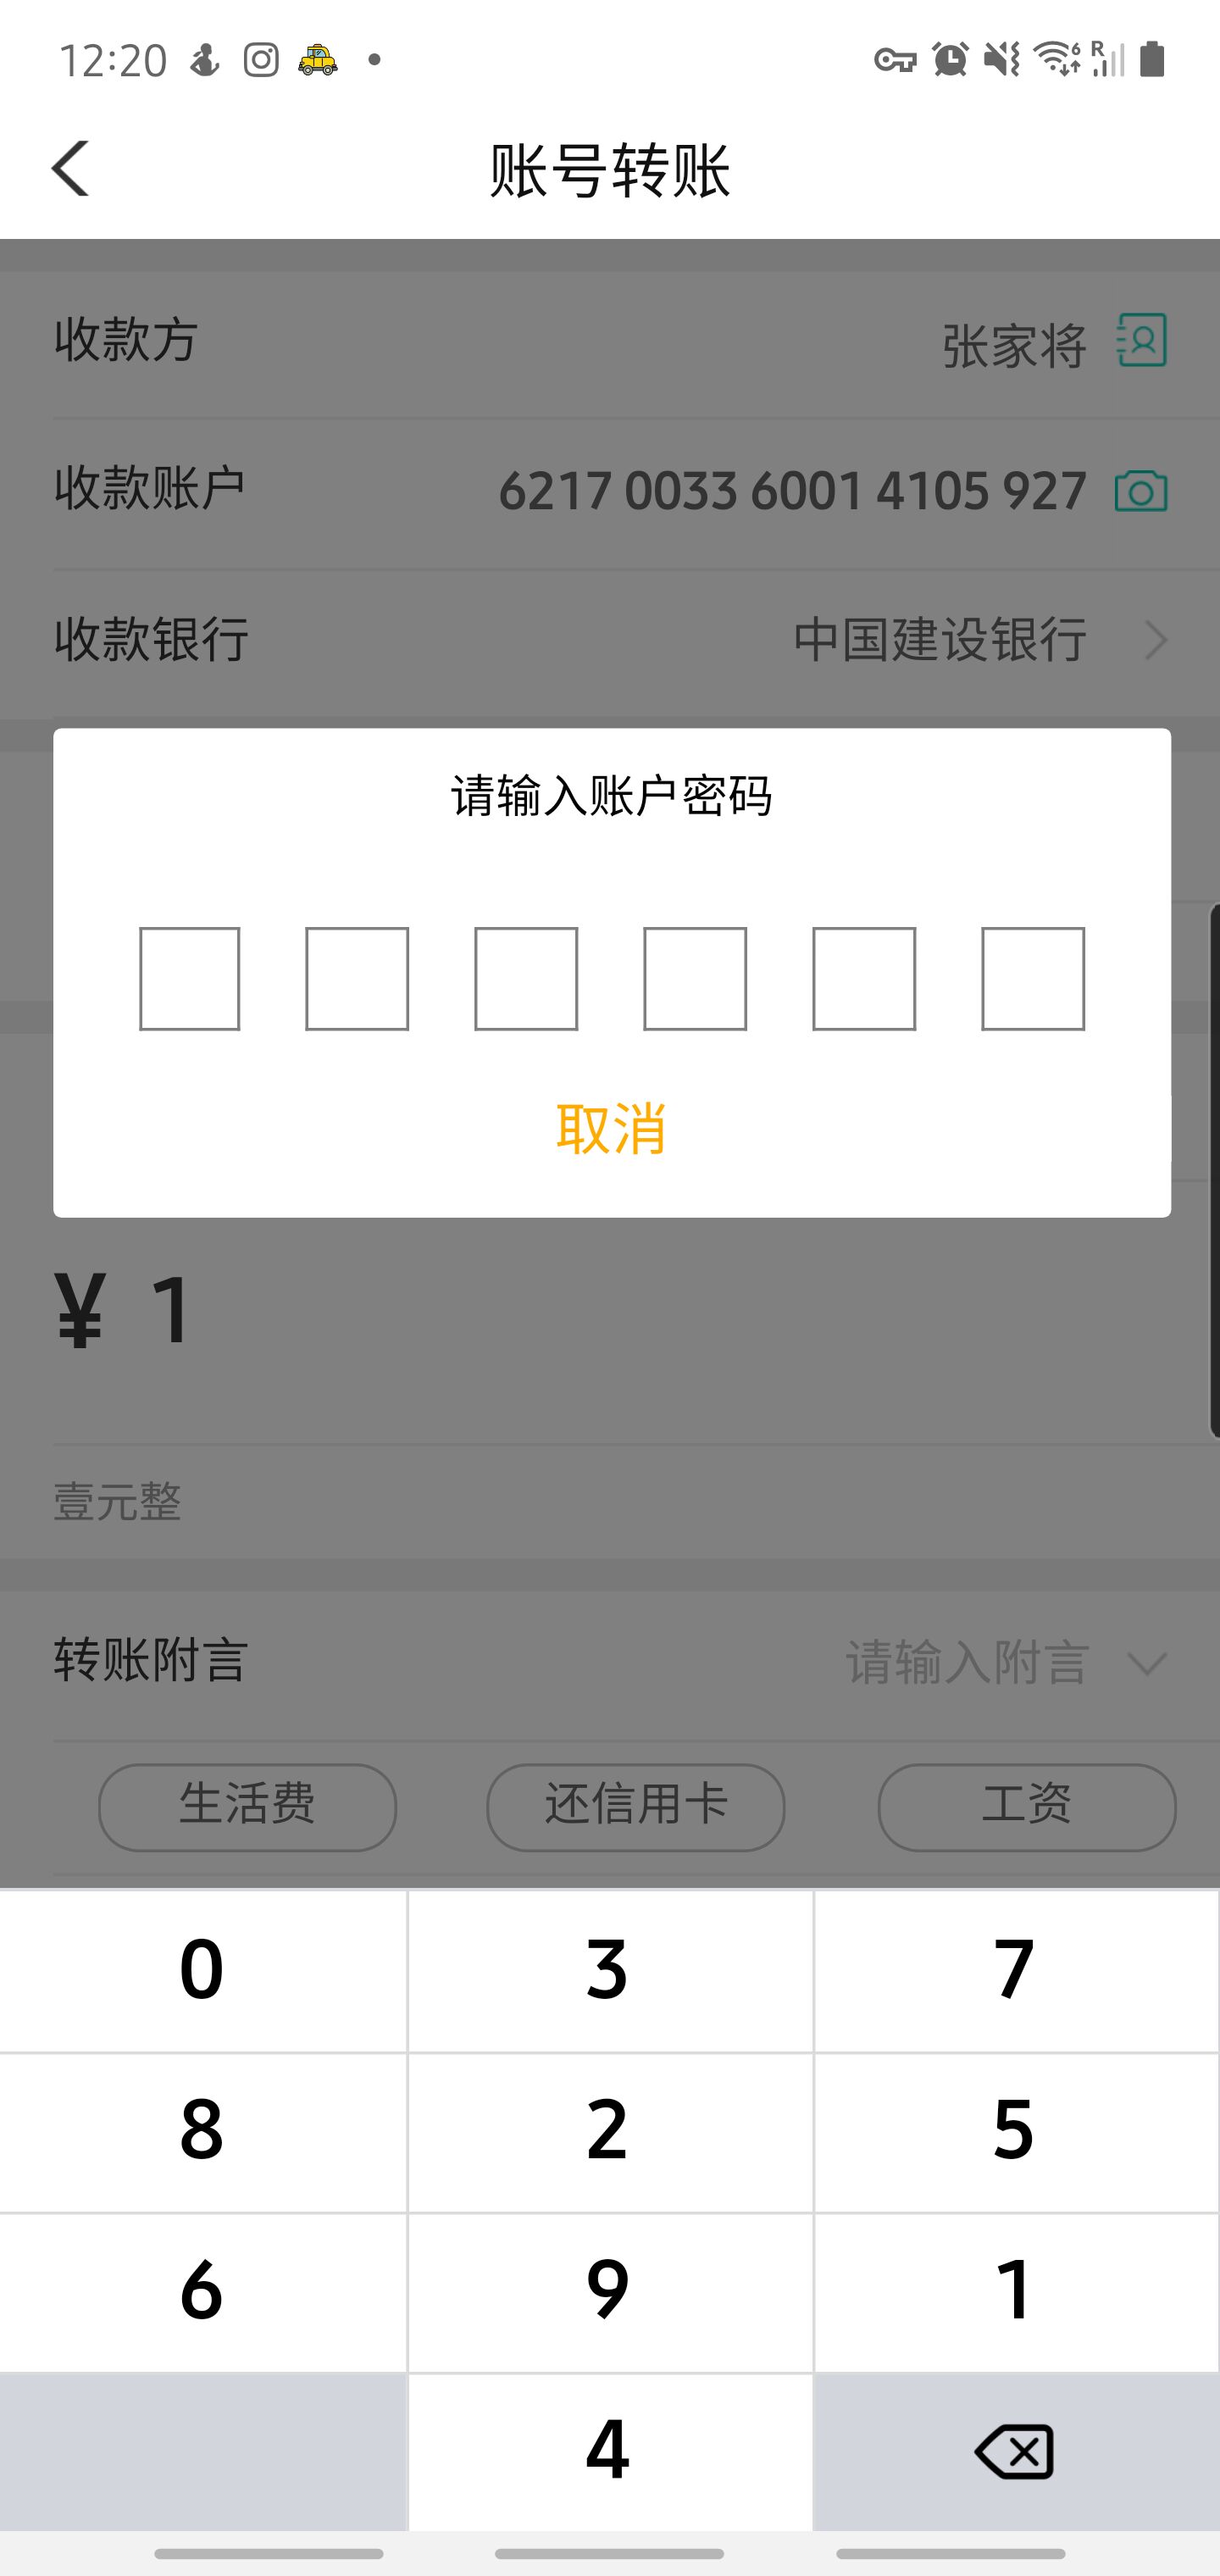 12:20
6 R
账号转账
收款方 张家将
收款账户 6217 0033 6001 4105 927
收款银行 中国建设银行
请输入账户密码
取消
¥ 1
壹元整
转账附言 请输入附言
生活费 还信用卡 工资
0 3 7
8 2 5
6 9 1
4